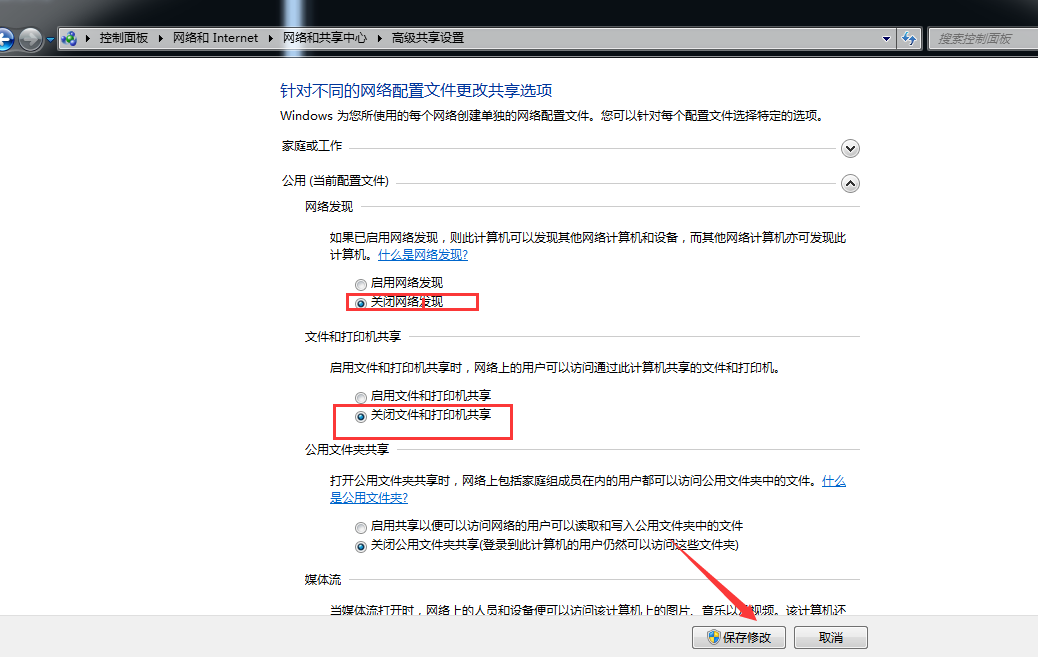 控制面板 网络和 Internet 网络和共享中心 高级共享设置 搜索控制面板
针对不同的网络配置文件更改共享选项
Windows 为您所使用的每个网络创建单独的网络配置文件。您可以针对每个配置文件选择特定的选项。
家庭或工作
公用 (当前配置文件)
网络发现
如果已启用网络发现，则此计算机可以发现其他网络计算机和设备，而其他网络计算机亦可发现此
计算机。什么是网络发现?
启用网络发现
关闭网络发现
文件和打印机共享
启用文件和打印机共享时，网络上的用户可以访问通过此计算机共享的文件和打印机。
启用文件和打印机共享
关闭文件和打印机共享
公用文件夹共享
打开公用文件夹共享时，网络上包括家庭组成员在内的用户都可以访问公用文件夹中的文件。什么
是公用文件夹?
启用共享以便可以访问网络的用户可以读取和写入公用文件夹中的文件
关闭公用文件夹共享(登录到此计算机的用户仍然可以访问这些文件夹)
媒体流
当媒体流打开时，网络上的人员和设备便可以访问该计算机上的图片、音乐以及视频。该计算机还
保存修改 取消